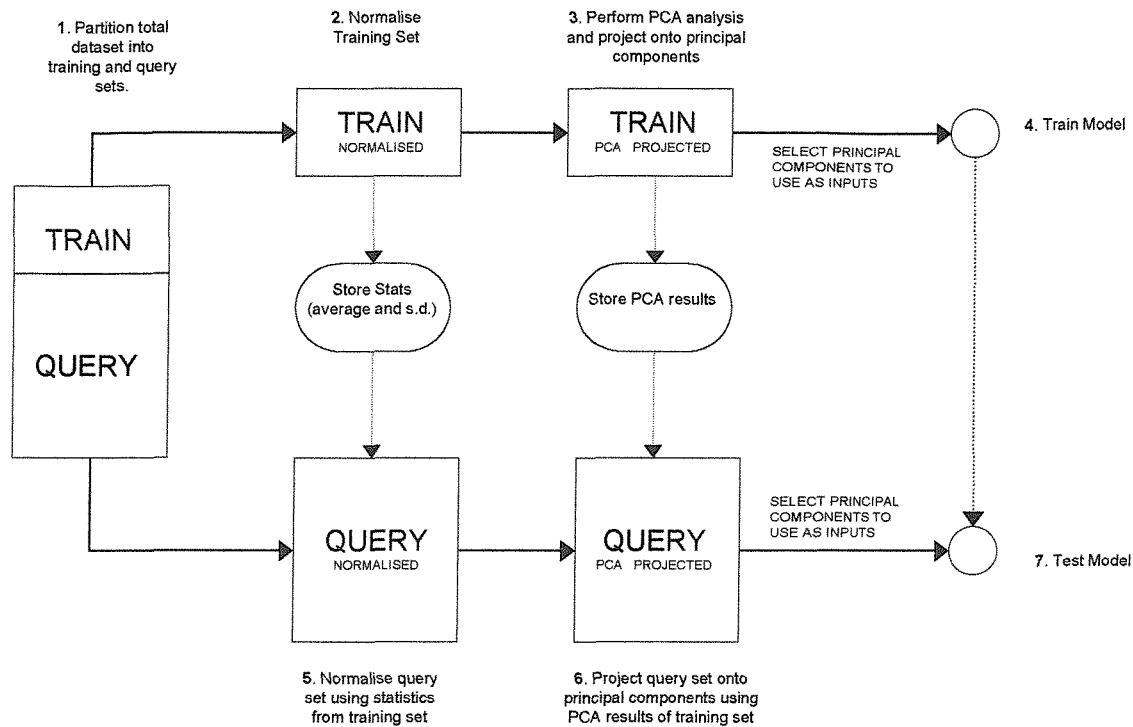 1. Partition total
dataset into
training and query
sets.
2. Normalise
Training Set
3. Perform PCA analysis
and project onto principal
components
TRAIN
NORMALISED
TRAIN
PCA PROJECTED
SELECT PRINCIPAL
COMPONENTS TO
USE AS INPUTS
4. Train Model
TRAIN
QUERY
Store Stats
(average and s.d.)
Store PCA results
QUERY
NORMALISED
QUERY
PCA PROJECTED
SELECT PRINCIPAL
COMPONENTS TO
USE AS INPUTS
7. Test Model
5. Normalise query
set using statistics
from training set
6. Project query set onto
principal components using
PCA results of training set